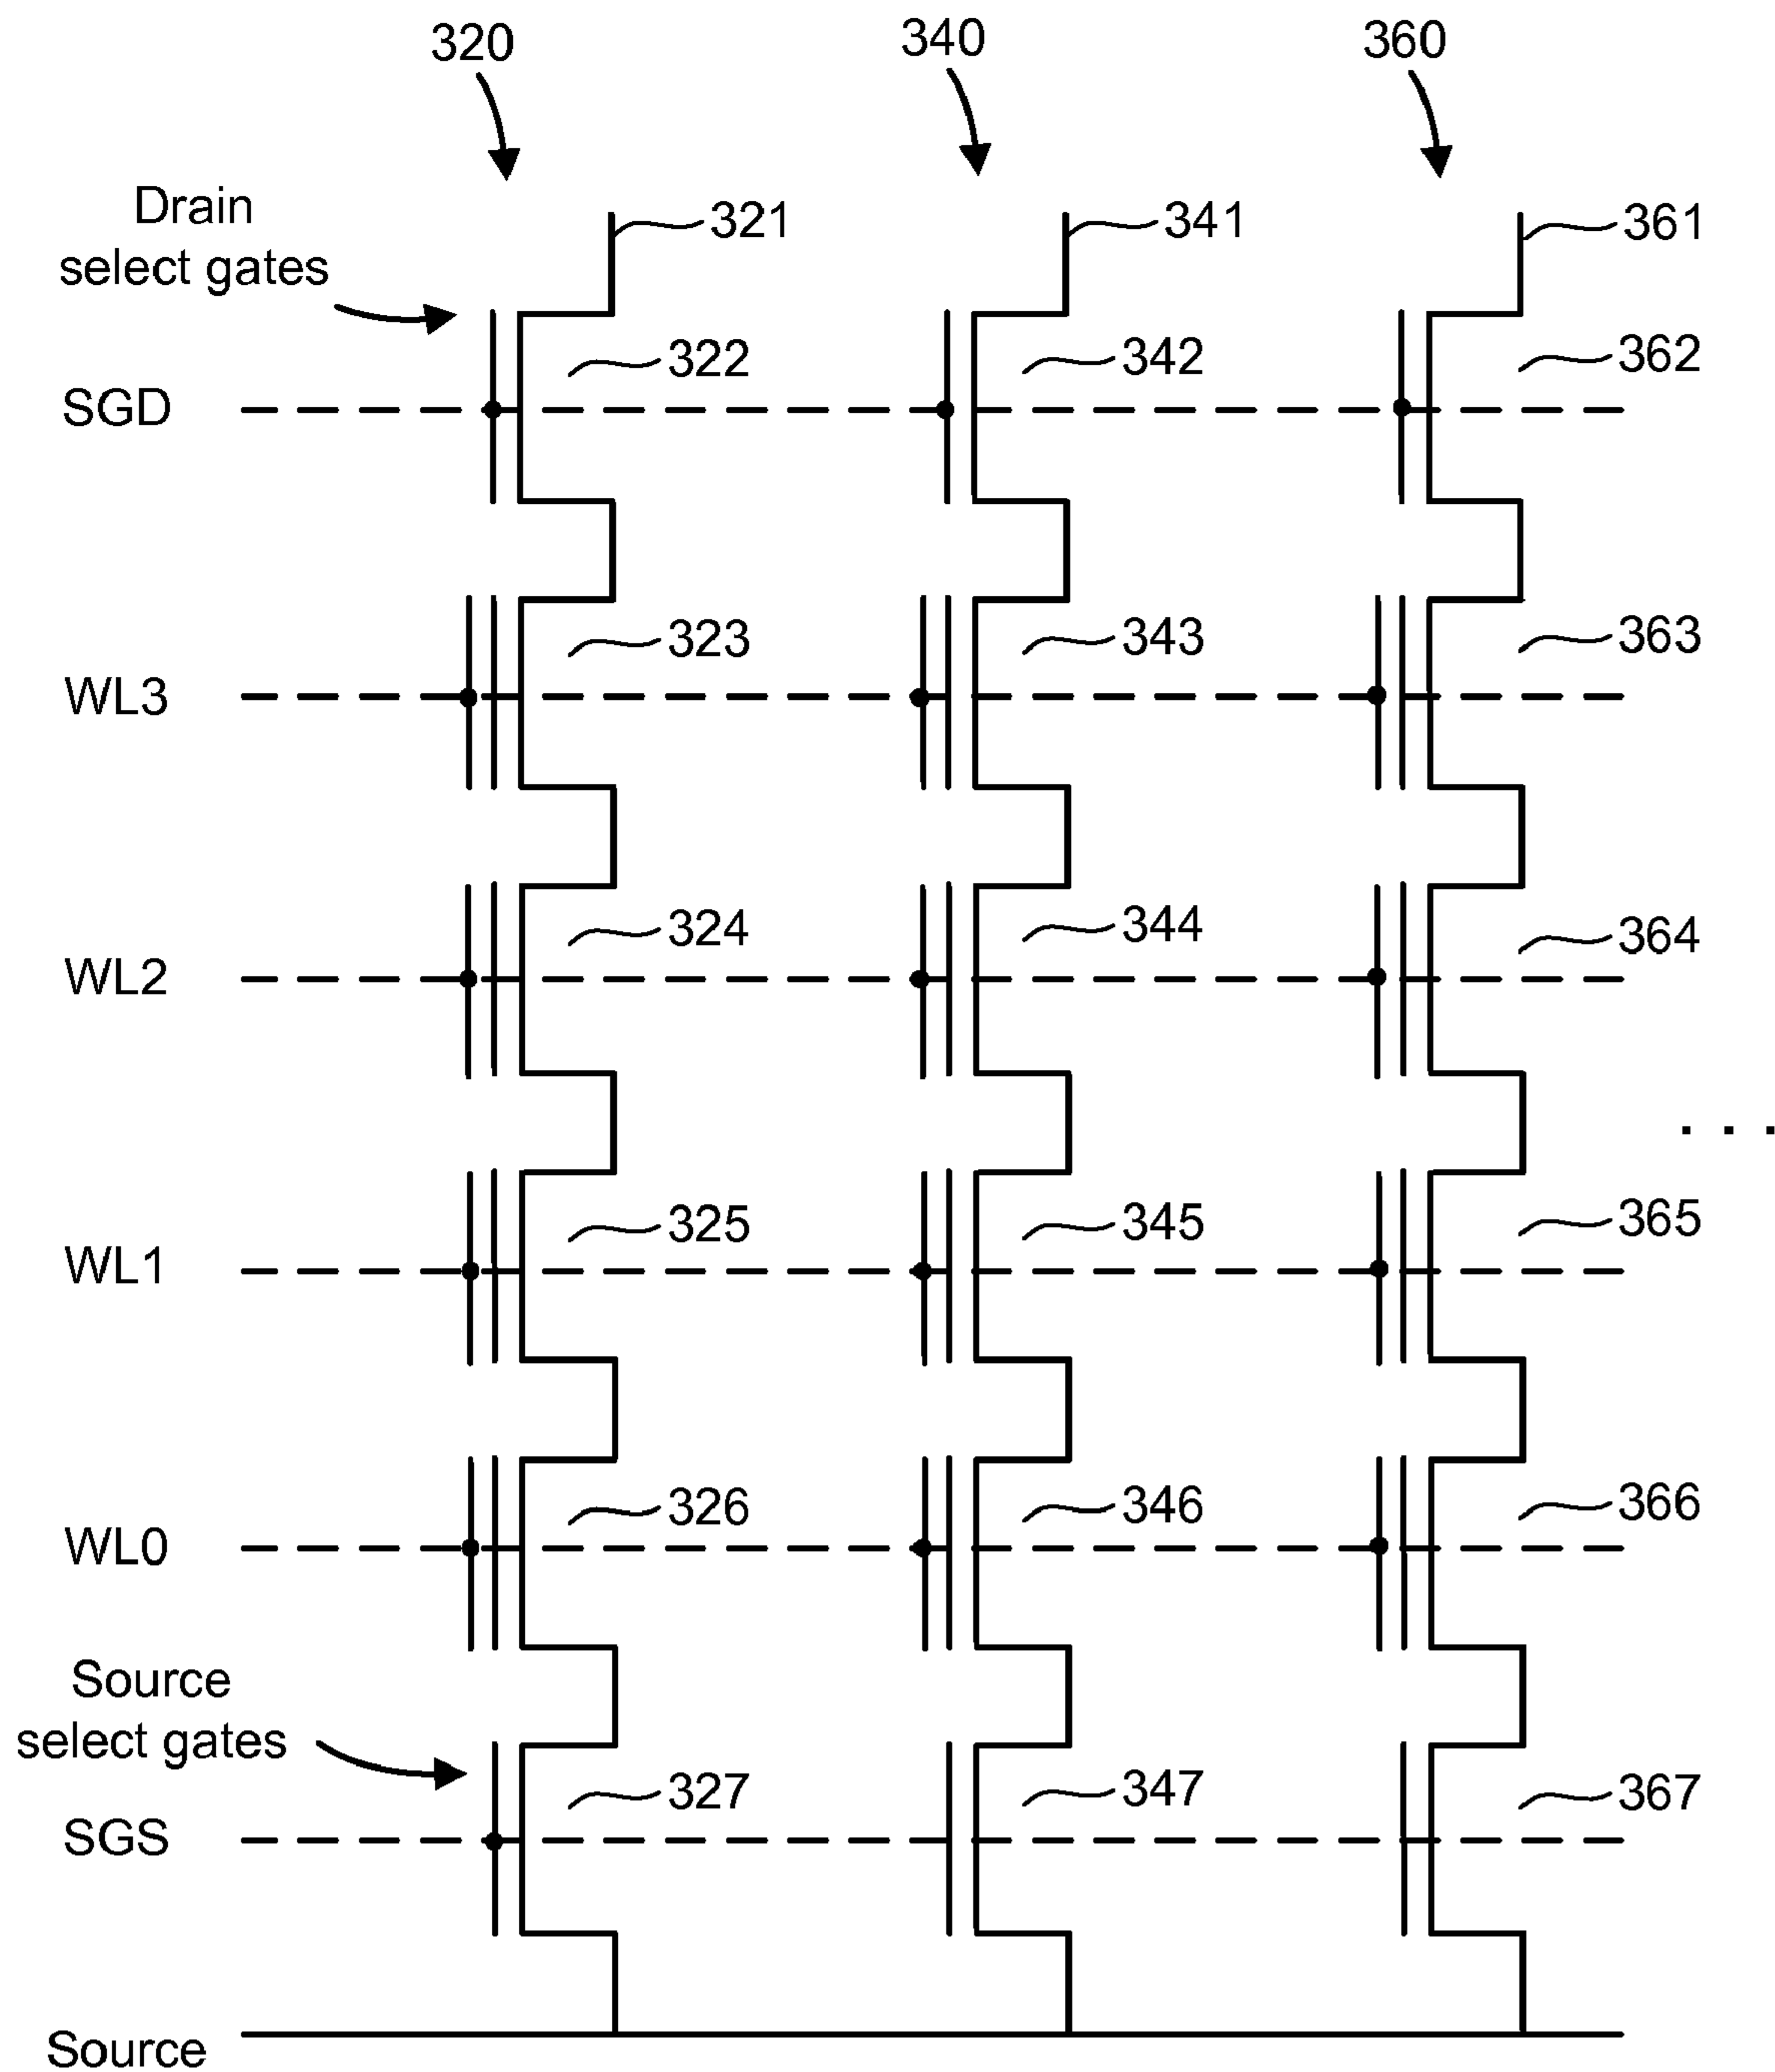 320 340 360
321 341 361
Drain
select gates
322 342 362
SGD
323 343 363
WL3
324 344 364
WL2
. . .
325 345 365
WL1
326 346 366
WL0
Source
select gates
327 347 367
SGS
Source